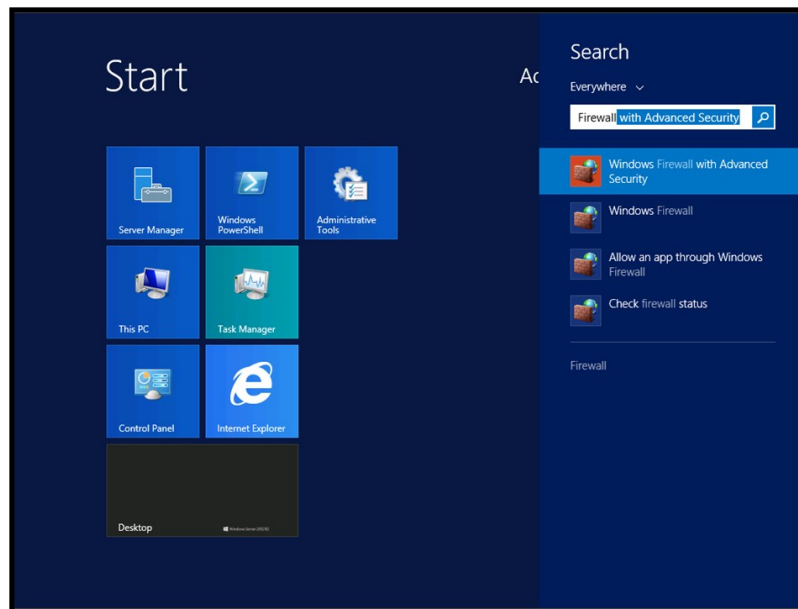 Start
Ac
Server Manager
Windows
PowerShell
Administrative
Tools
This PC
Task Manager
Control Panel
Internet Explorer
Desktop
Search
Everywhere
Firewall with Advanced Security
Windows Firewall with Advanced
Security
Windows Firewall
Allow an app through Windows
Firewall
Check firewall status
Firewall